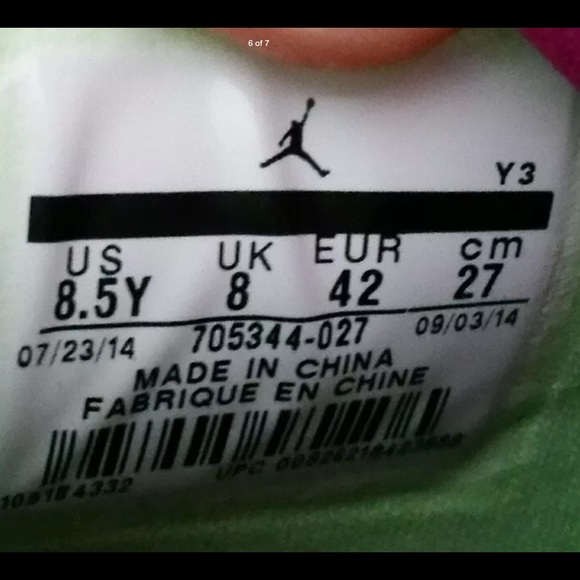 6 of 7
Y3
US UK EUR cm
8.5Y 8 42 27
07/23/14 705344-027 09/03/14
MADE IN CHINA
FABRIQUE EN CHINE
UPC